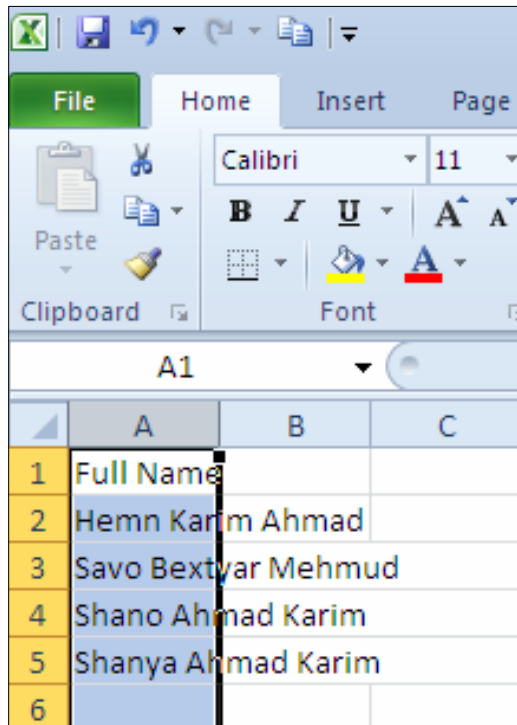 File Home Insert Page
Calibri 11
Paste B I U A A
A
Clipboard Font
A1
A B C
1 Full Name
2 Hemn Karim Ahmad
3 Savo Bextyar Mehmud
4 Shano Ahmad Karim
5 Shanya Ahmad Karim
6